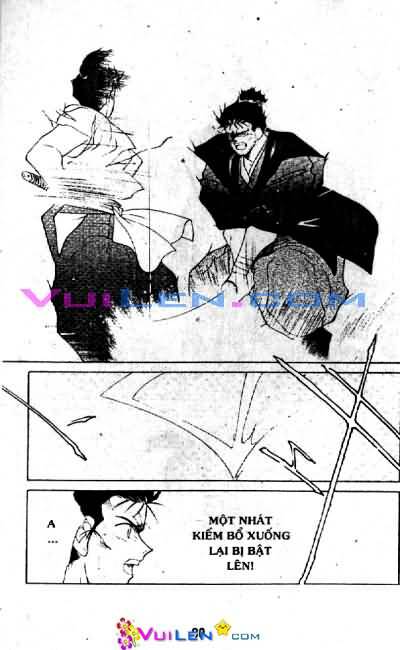 VuiLen.com
A
...
MỘT NHÁT
KIẾM BỔ XUỐNG
LẠI BỊ BẬT
LÊN!
VuiLen.com